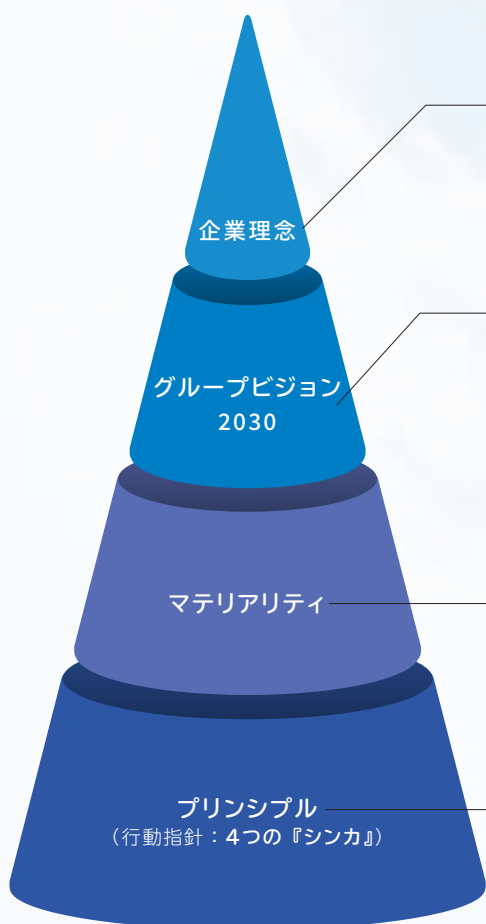 企業理念
グループビジョン
2030
マテリアリティ
プリンシプル
（行動指針：4つの『シンカ』）